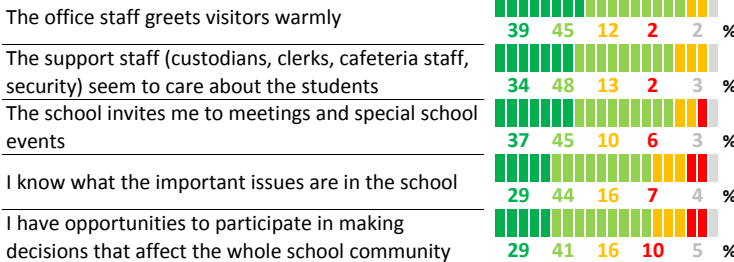 The office staff greets visitors warmly
39 45 12 2 2 %
The support staff (custodians, clerks, cafeteria staff,
security) seem to care about the students
34 48 13 2 3 %
The school invites me to meetings and special school
events
37 45 10 6 3 %
I know what the important issues are in the school
29 44 16 7 4 %
I have opportunities to participate in making
decisions that affect the whole school community
29 41 16 10 5 %